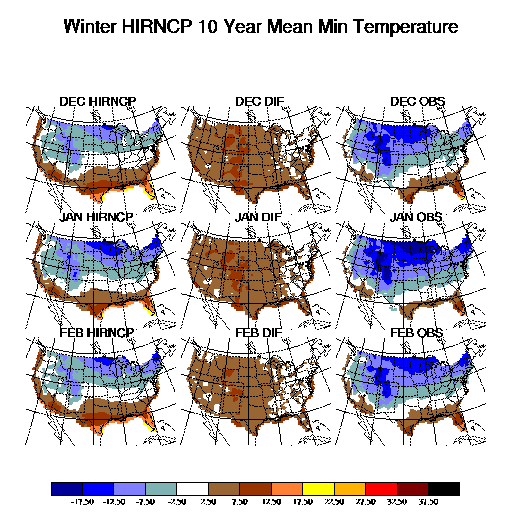 Winter HIRNCP 10 Year Mean Min Temperature
DEC HIRNCP DEC DIF DEC OBS
JAN HIRNCP JAN DIF JAN OBS
FEB HIRNCP FEB DIF FEB OBS
-17.50 -12.50 -7.50 -2.50 2.50 7.50 12.50 17.50 22.50 27.50 32.50 37.50